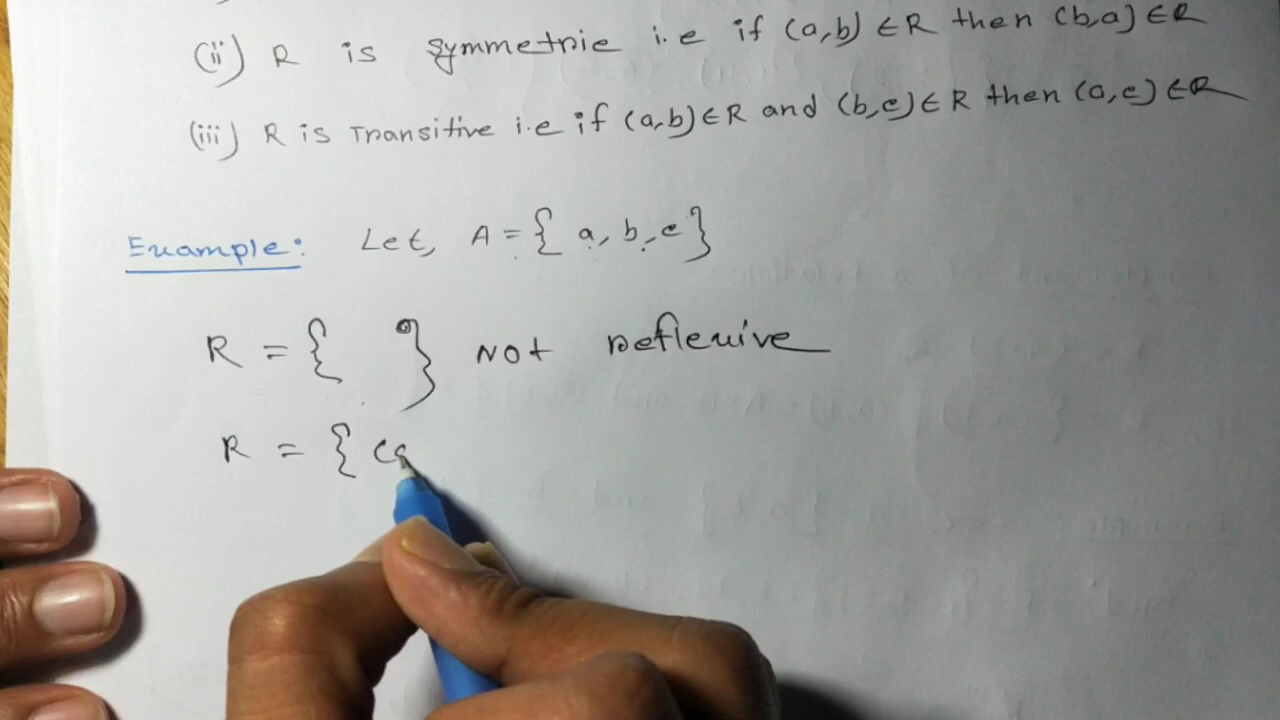 (ii) R is symmetric i.e if (a,b) ∈ R then (b,a) ∈ R
(iii) R is Transitive i.e if (a,b) ∈ R and (b,c) ∈ R then (a,c) ∈ R
Example: Let, A = { a, b, c }
R = { } Not reflexive
R = { (a